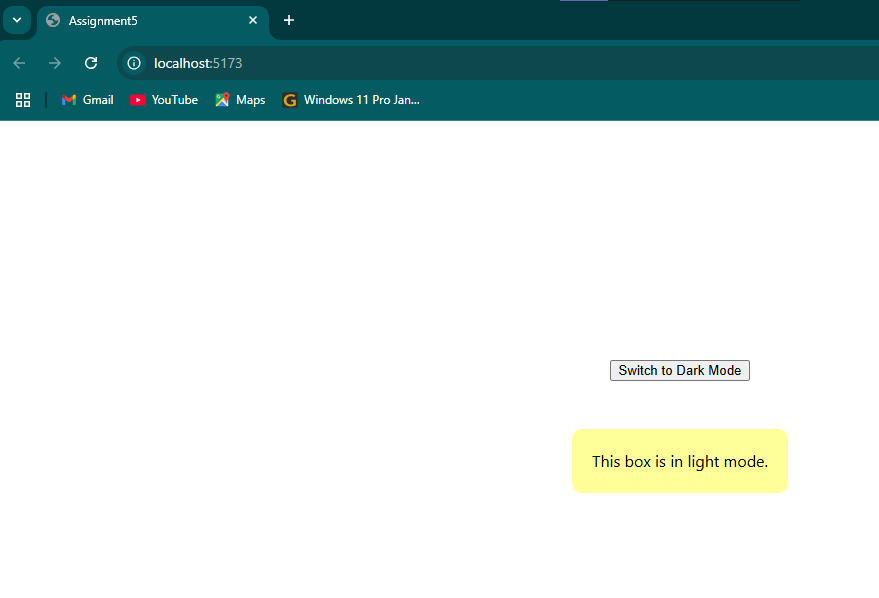 Assignment5
localhost:5173
Gmail YouTube Maps Windows 11 Pro Jan...
Switch to Dark Mode
This box is in light mode.